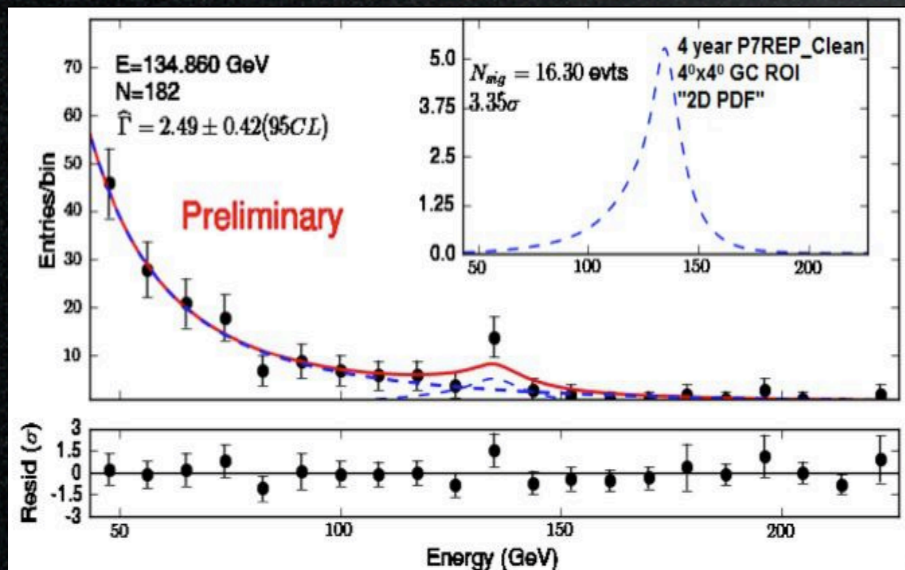 E=134.860 GeV
N=182
Γ̂ = 2.49 ± 0.42(95CL)
Preliminary
N_sig = 16.30 evts
3.35σ
4 year P7REP_Clean
4⁰x4⁰ GC ROI
"2D PDF"
5.0
3.75
2.5
1.25
0.0
50 100 150 200
Entries/bin
70
60
50
40
30
20
10
Resid (σ)
3
1.5
0
-1.5
-3
50 100 150 200
Energy (GeV)